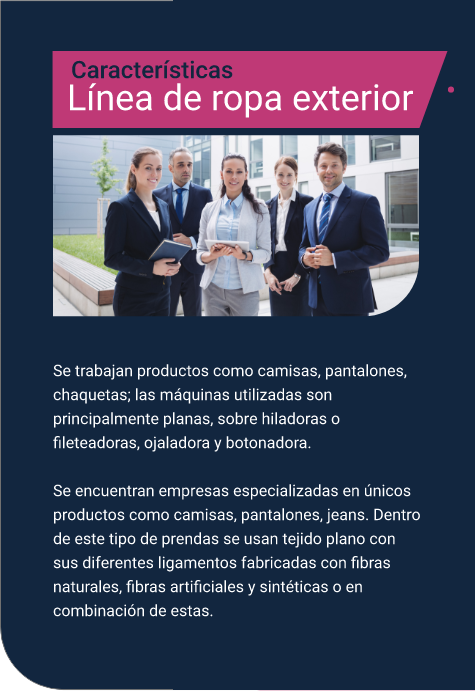 Características
Línea de ropa exterior
Se trabajan productos como camisas, pantalones,
chaquetas; las máquinas utilizadas son
principalmente planas, sobre hiladoras o
fileteadoras, ojaladora y botonadora.
Se encuentran empresas especializadas en únicos
productos como camisas, pantalones, jeans. Dentro
de este tipo de prendas se usan tejido plano con
sus diferentes ligamentos fabricadas con fibras
naturales, fibras artificiales y sintéticas o en
combinación de estas.